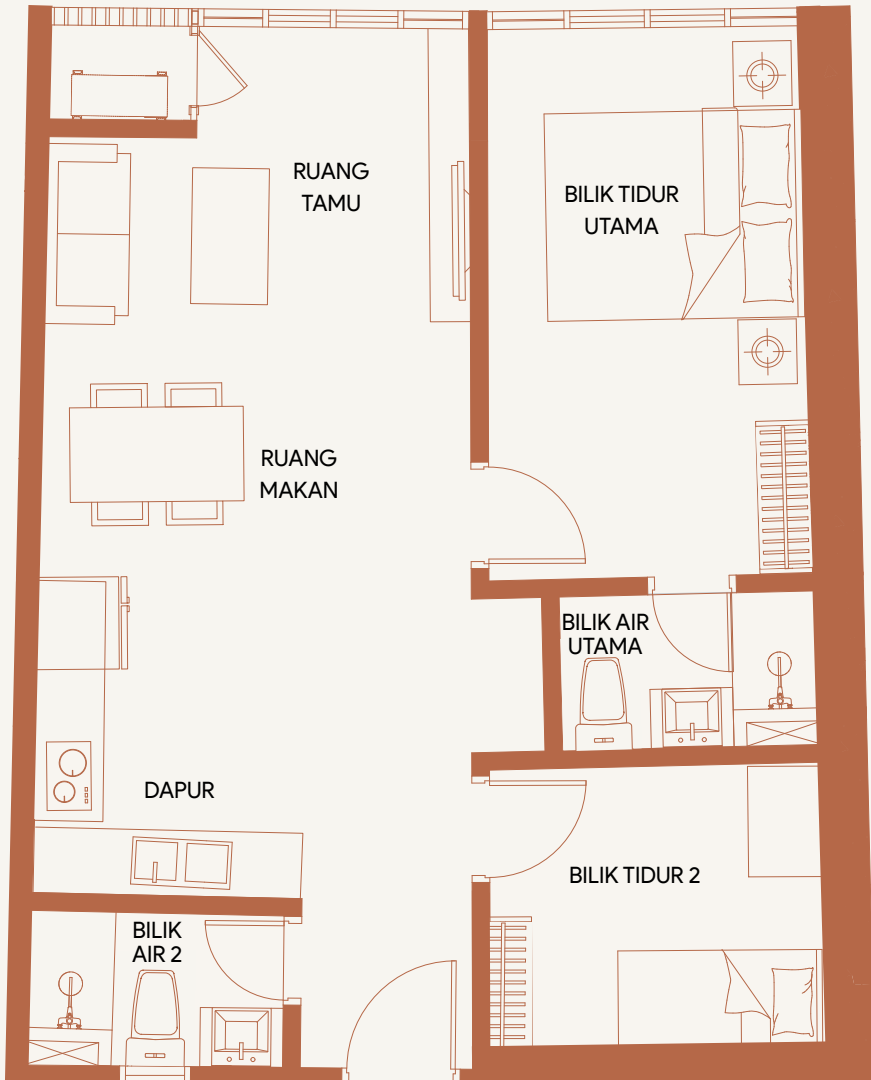 RUANG
TAMU
BILIK TIDUR
UTAMA
RUANG
MAKAN
BILIK AIR
UTAMA
DAPUR
BILIK TIDUR 2
BILIK
AIR 2